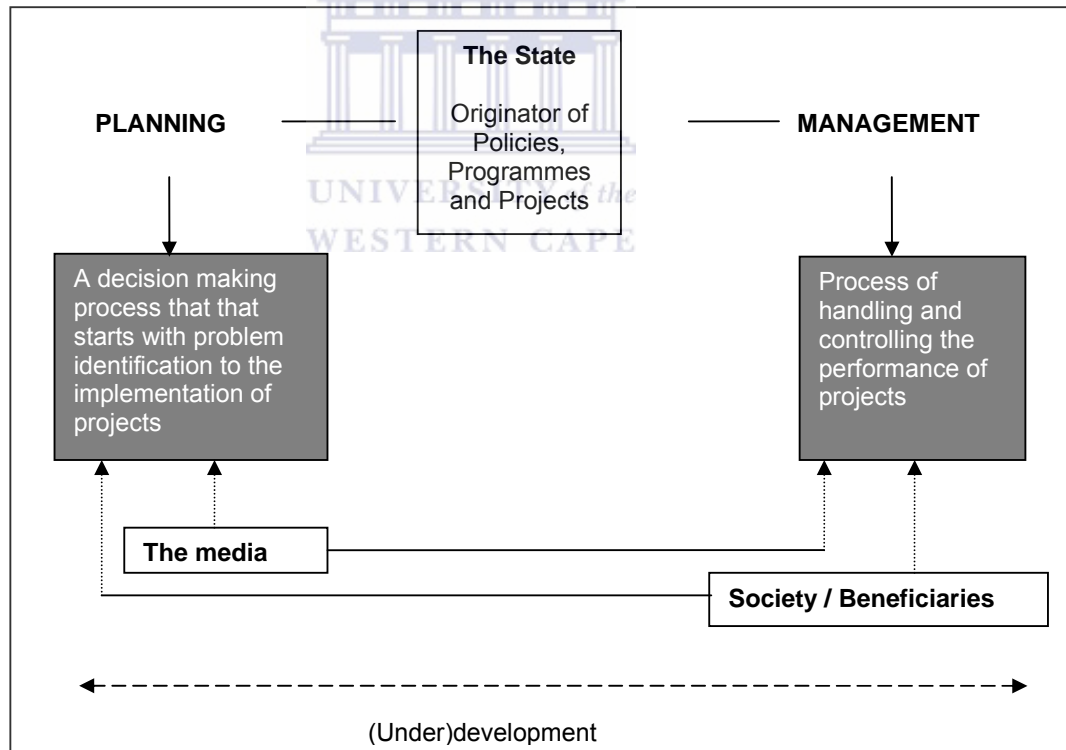 The State
Originator of
Policies,
Programmes
and Projects
PLANNING
MANAGEMENT
UNIVERSITY of the
WESTERN CAPE
A decision making
process that that
starts with problem
identification to the
implementation of
projects
Process of
handling and
controlling the
performance of
projects
The media
Society / Beneficiaries
(Under)development